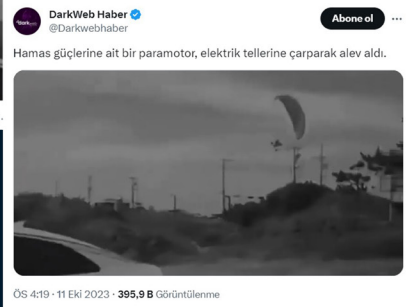 DarkWeb Haber
@Darkwebhaber
Abone ol
Hamas güçlerine ait bir paramotor, elektrik tellerine çarparak alev aldı.
ÖS 4:19 · 11 Eki 2023 · 395,9 B Görüntülenme